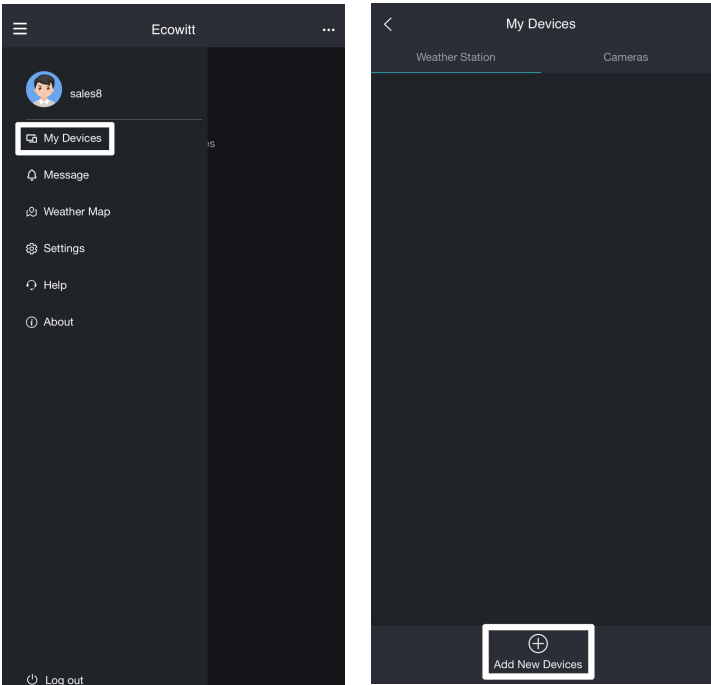 Ecowitt
sales8
My Devices
es
Message
Weather Map
Settings
Help
About
Log out
My Devices
Weather Station
Cameras
Add New Devices